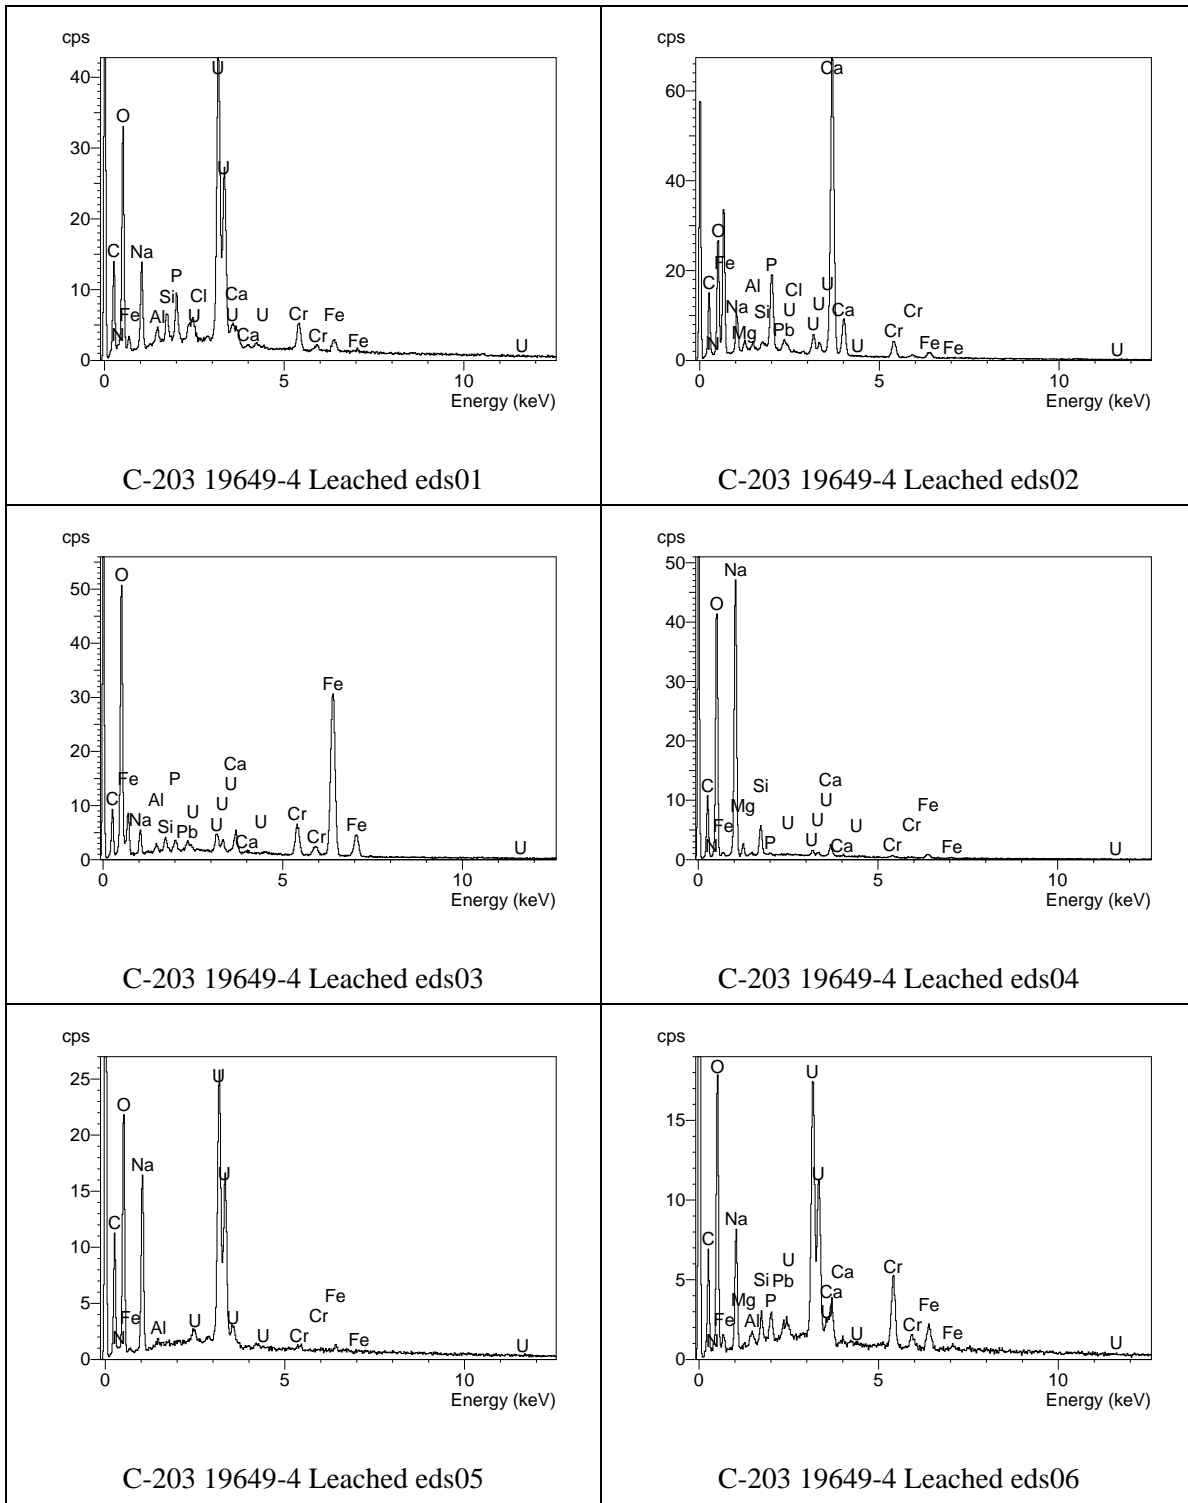 cps
40
30
20
10
0
U
O
U
C Na
P
Si Cl Ca
Fe Al U U U Cr Fe
N Ca Cr Fe U
0 5 10
Energy (keV)
C-203 19649-4 Leached eds01
cps
60
40
20
0
Ca
O
Fe P
C Al Cl U
Na Si U U Ca Cr
N Mg Pb U U Cr Fe Fe U
0 5 10
Energy (keV)
C-203 19649-4 Leached eds02
cps
50
40
30
20
10
0
O
Fe
Ca
Fe P U
C Al U U
Na Si Pb U U Cr Fe
Ca Cr U
0 5 10
Energy (keV)
C-203 19649-4 Leached eds03
cps
50
40
30
20
10
0
Na
O
C Si Ca
Mg U U Fe
Fe U U Cr
N P U Ca Cr Fe U
0 5 10
Energy (keV)
C-203 19649-4 Leached eds04
cps
25
20
15
10
5
0
U
O
Na U
C
Fe
Fe U U Cr
N Al U U Cr Fe U
0 5 10
Energy (keV)
C-203 19649-4 Leached eds05
cps
15
10
5
0
O U
U
Na
C U
Si Pb Ca Cr
Mg P Ca Fe
Fe Al Cr
N U Fe U
0 5 10
Energy (keV)
C-203 19649-4 Leached eds06